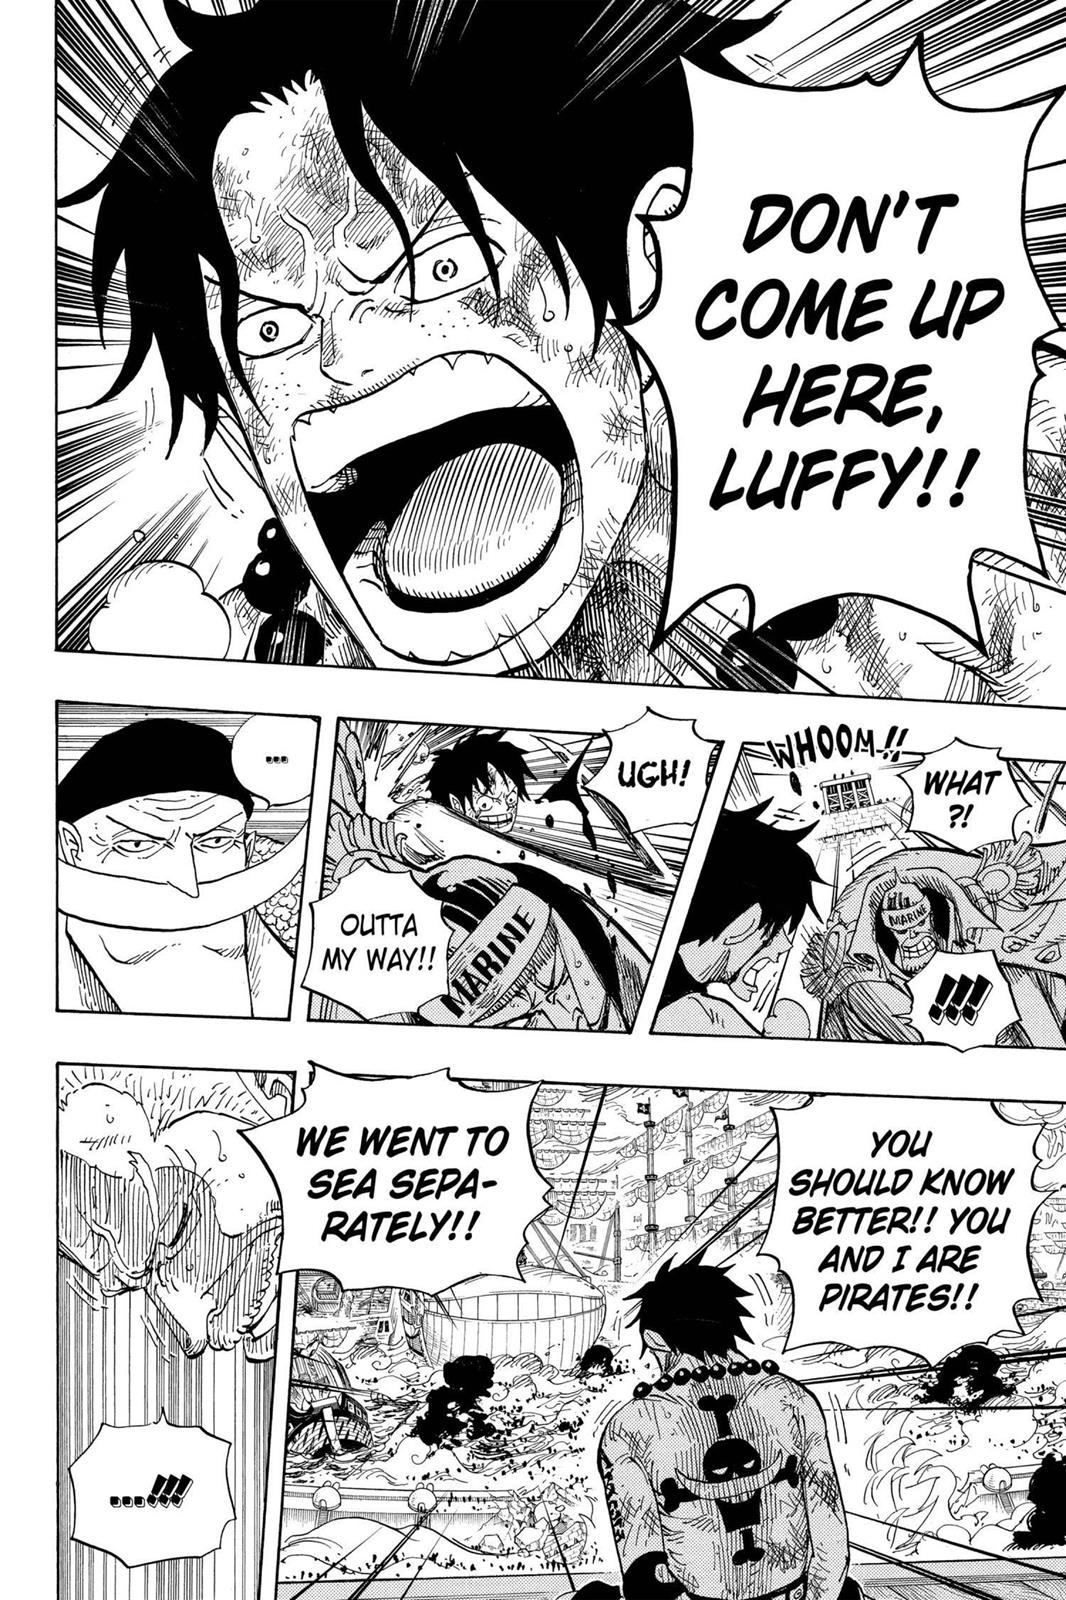 DON'T
COME UP
HERE,
LUFFY!!
WHOOM!!
WHAT
?!
MARINE
!!!
UGH!
OUTTA
MY WAY!!
MARINE
...
YOU
SHOULD KNOW
BETTER!! YOU
AND I ARE
PIRATES!!
WE WENT TO
SEA SEPA-
RATELY!!
...!!!